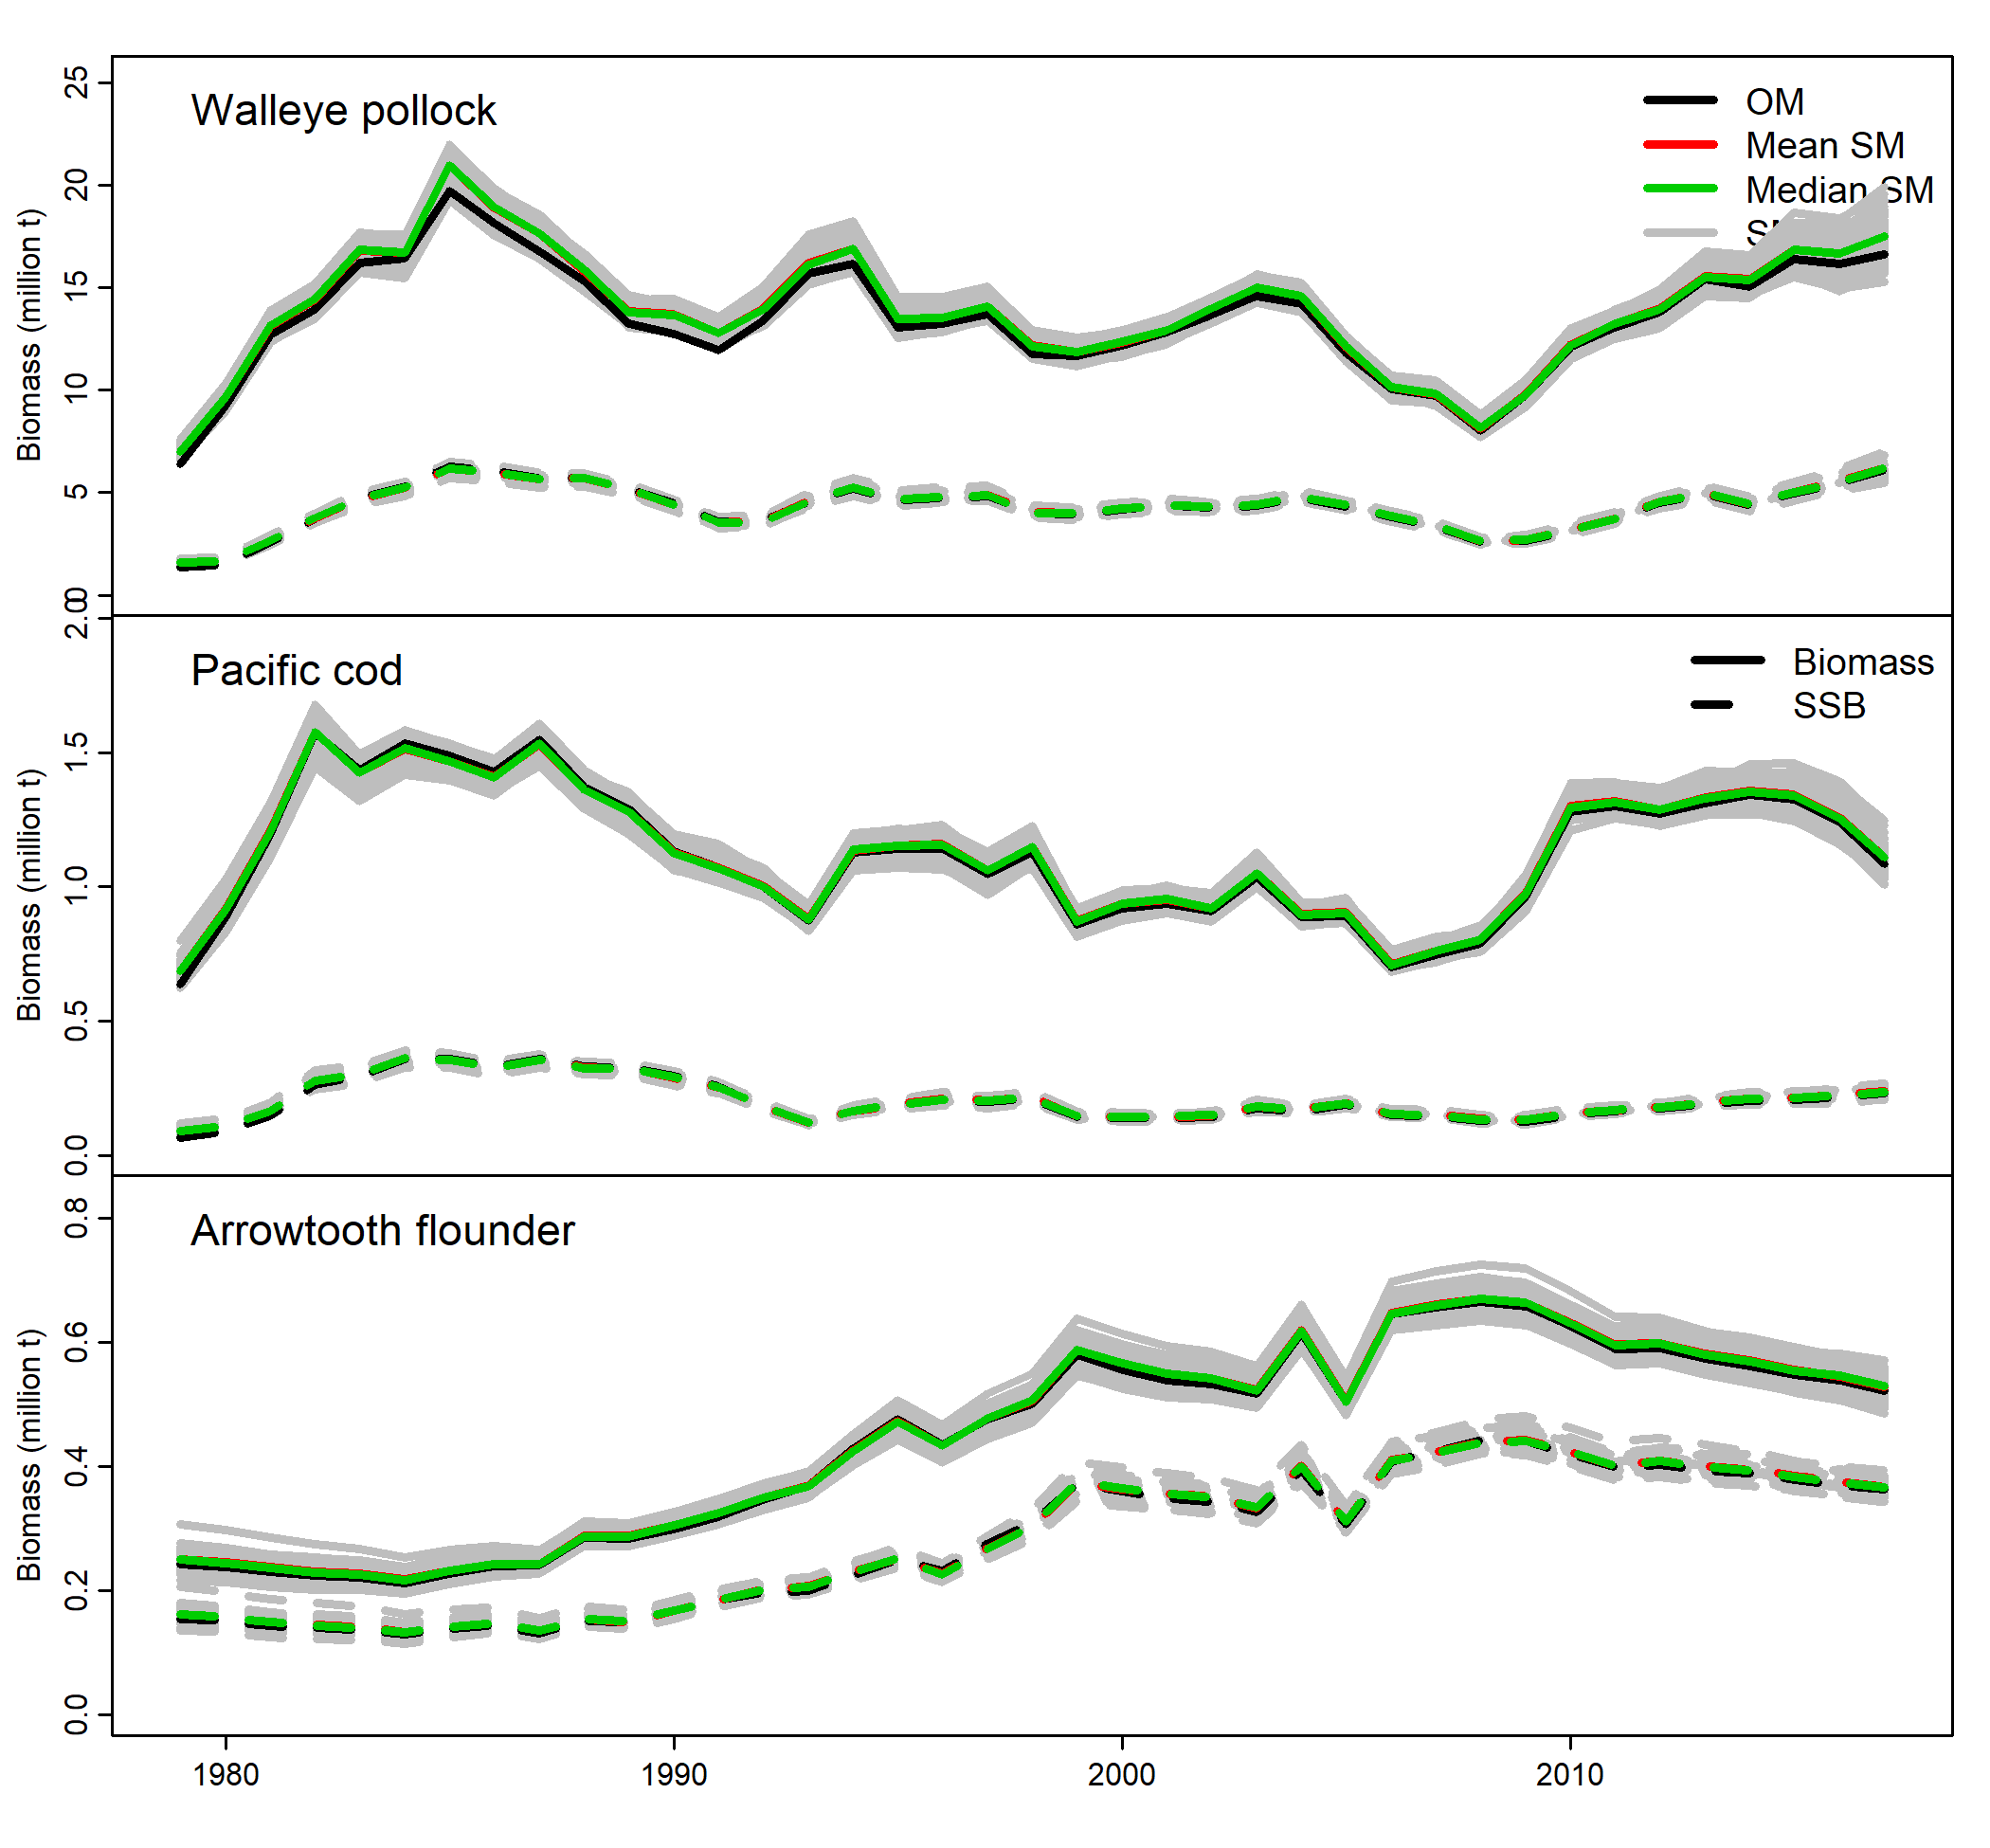 Walleye pollock
OM
Mean SM
Median SM
Biomass (million t)
25
20
15
10
5
0
Pacific cod
Biomass
SSB
Biomass (million t)
2.0
1.5
1.0
0.5
0.0
Arrowtooth flounder
Biomass (million t)
0.8
0.6
0.4
0.2
0.0
1980
1990
2000
2010